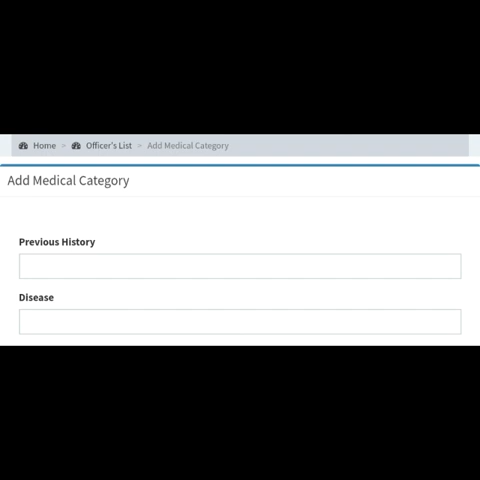 Home > Officer's List > Add Medical Category
Add Medical Category
Previous History
Disease